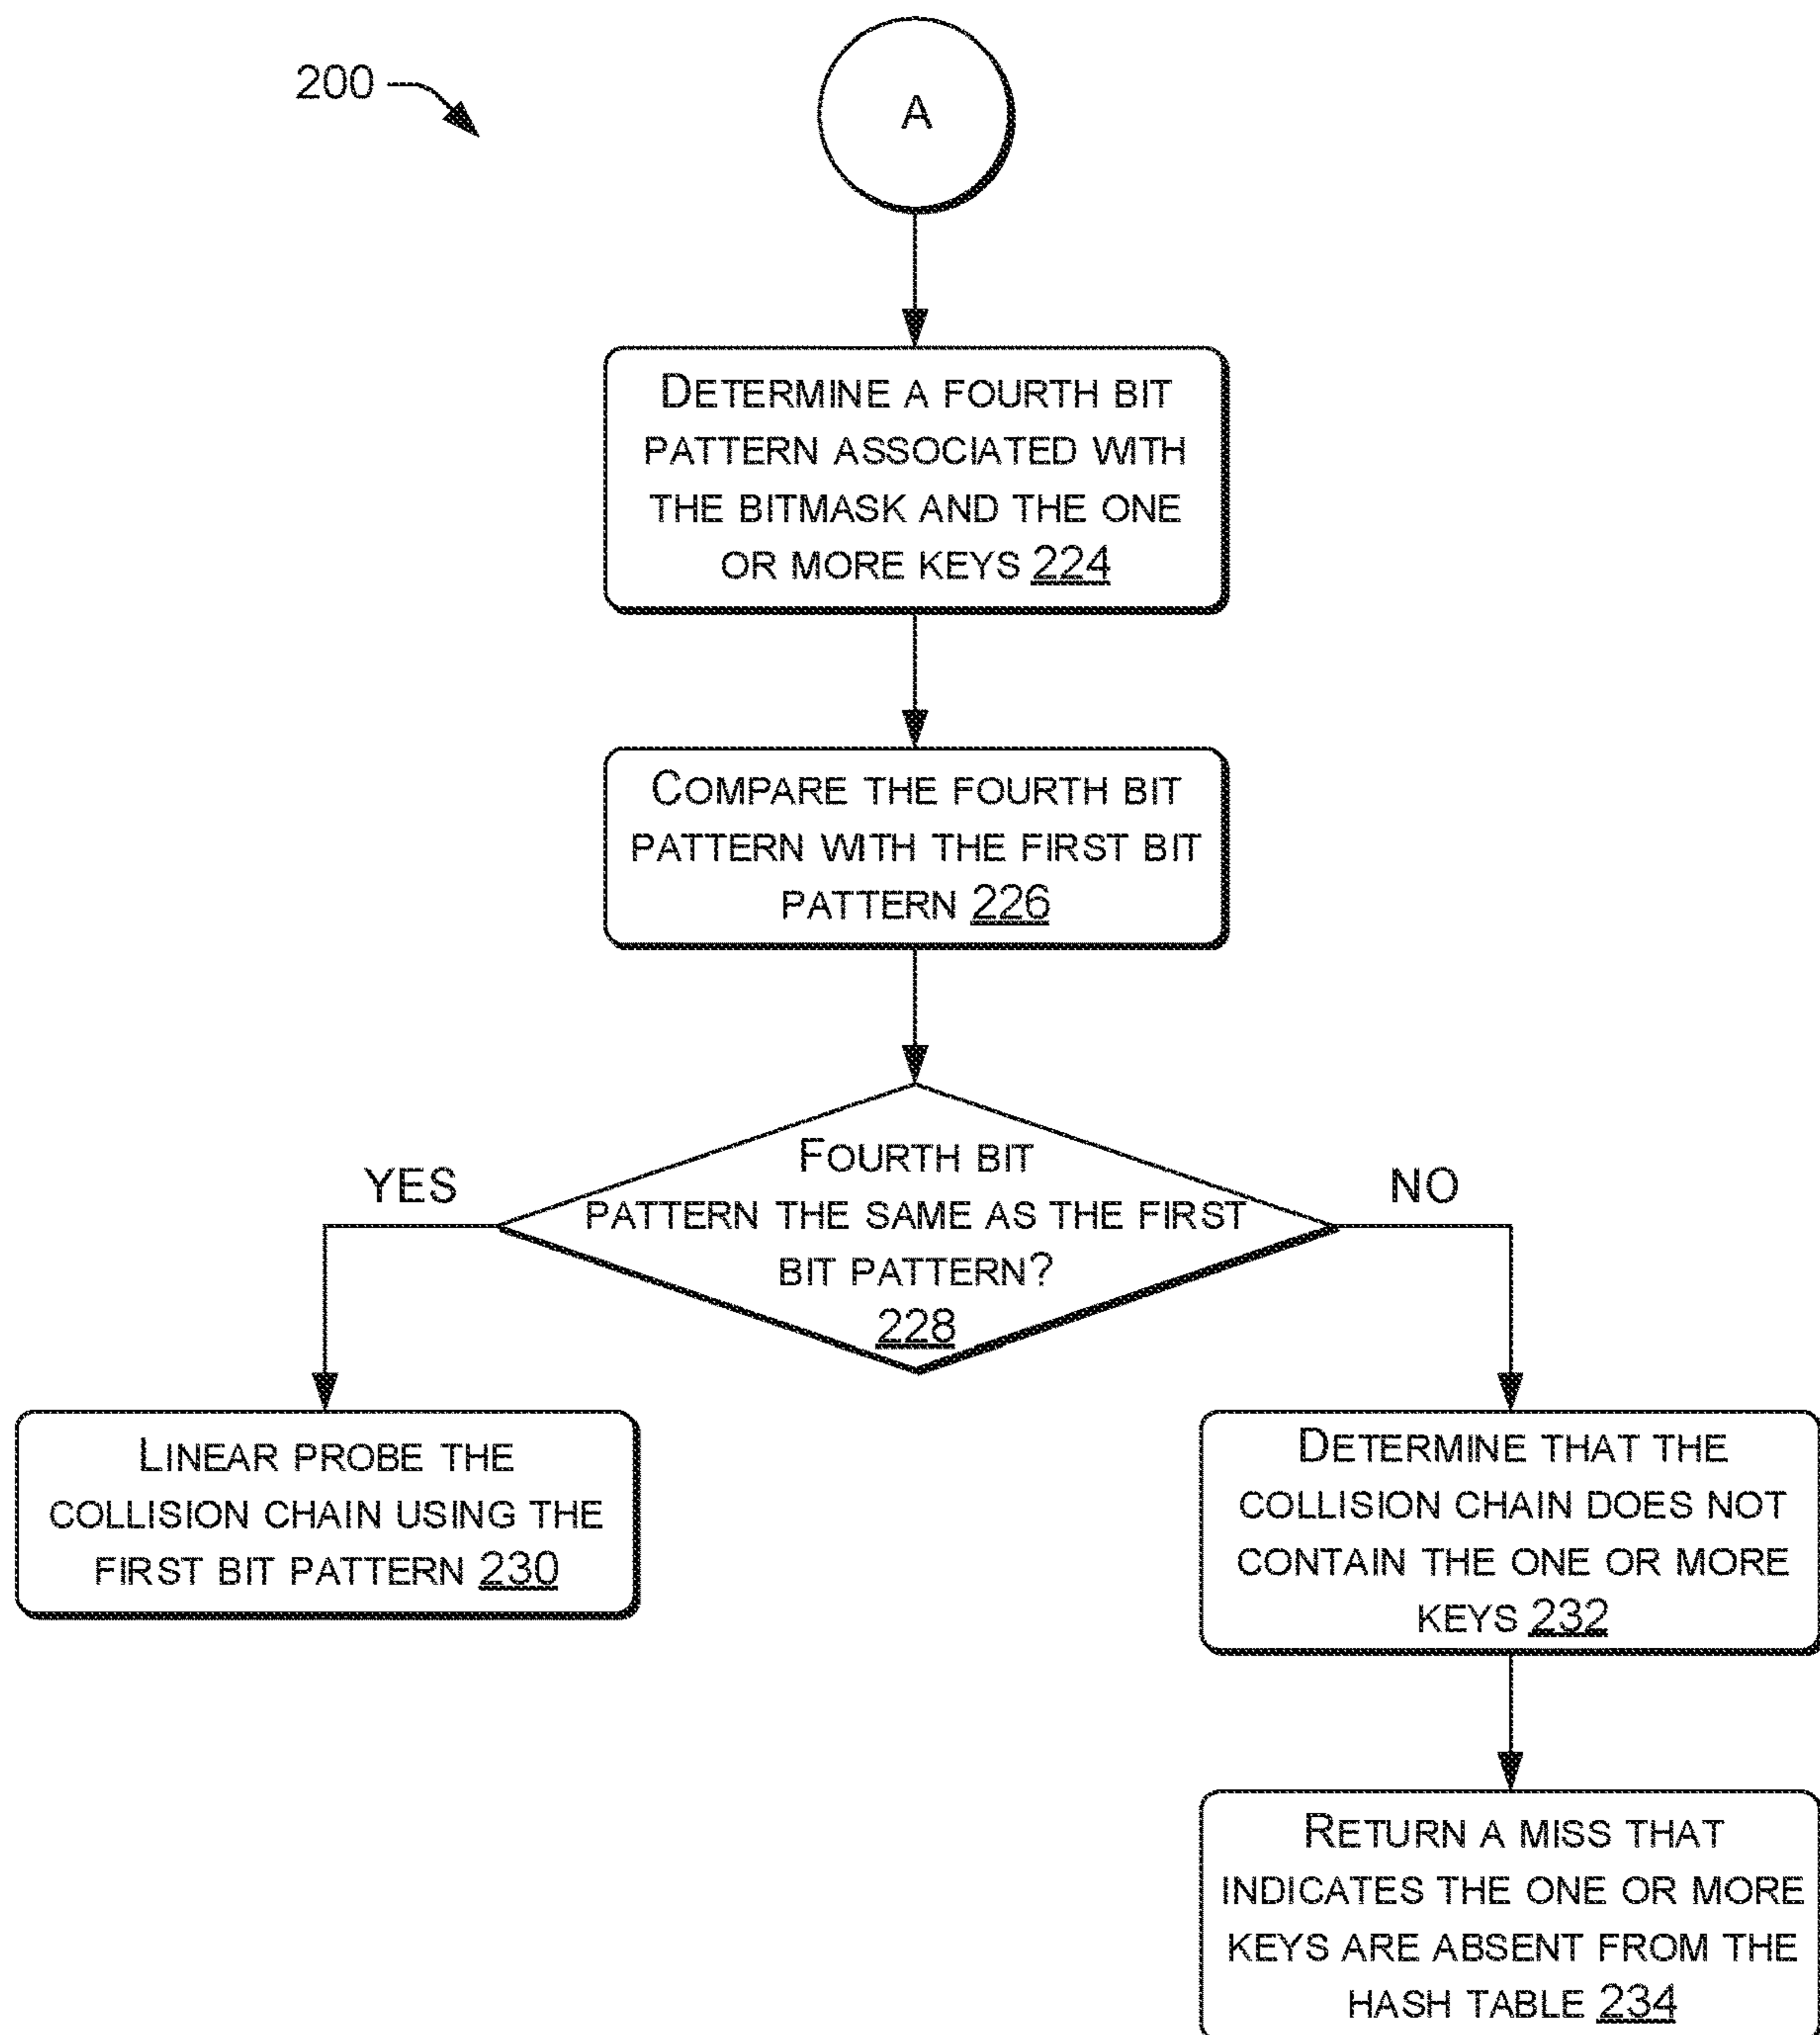 200
A
DETERMINE A FOURTH BIT
PATTERN ASSOCIATED WITH
THE BITMASK AND THE ONE
OR MORE KEYS 224
COMPARE THE FOURTH BIT
PATTERN WITH THE FIRST BIT
PATTERN 226
FOURTH BIT
PATTERN THE SAME AS THE FIRST
BIT PATTERN?
228
YES
NO
LINEAR PROBE THE
COLLISION CHAIN USING THE
FIRST BIT PATTERN 230
DETERMINE THAT THE
COLLISION CHAIN DOES NOT
CONTAIN THE ONE OR MORE
KEYS 232
RETURN A MISS THAT
INDICATES THE ONE OR MORE
KEYS ARE ABSENT FROM THE
HASH TABLE 234